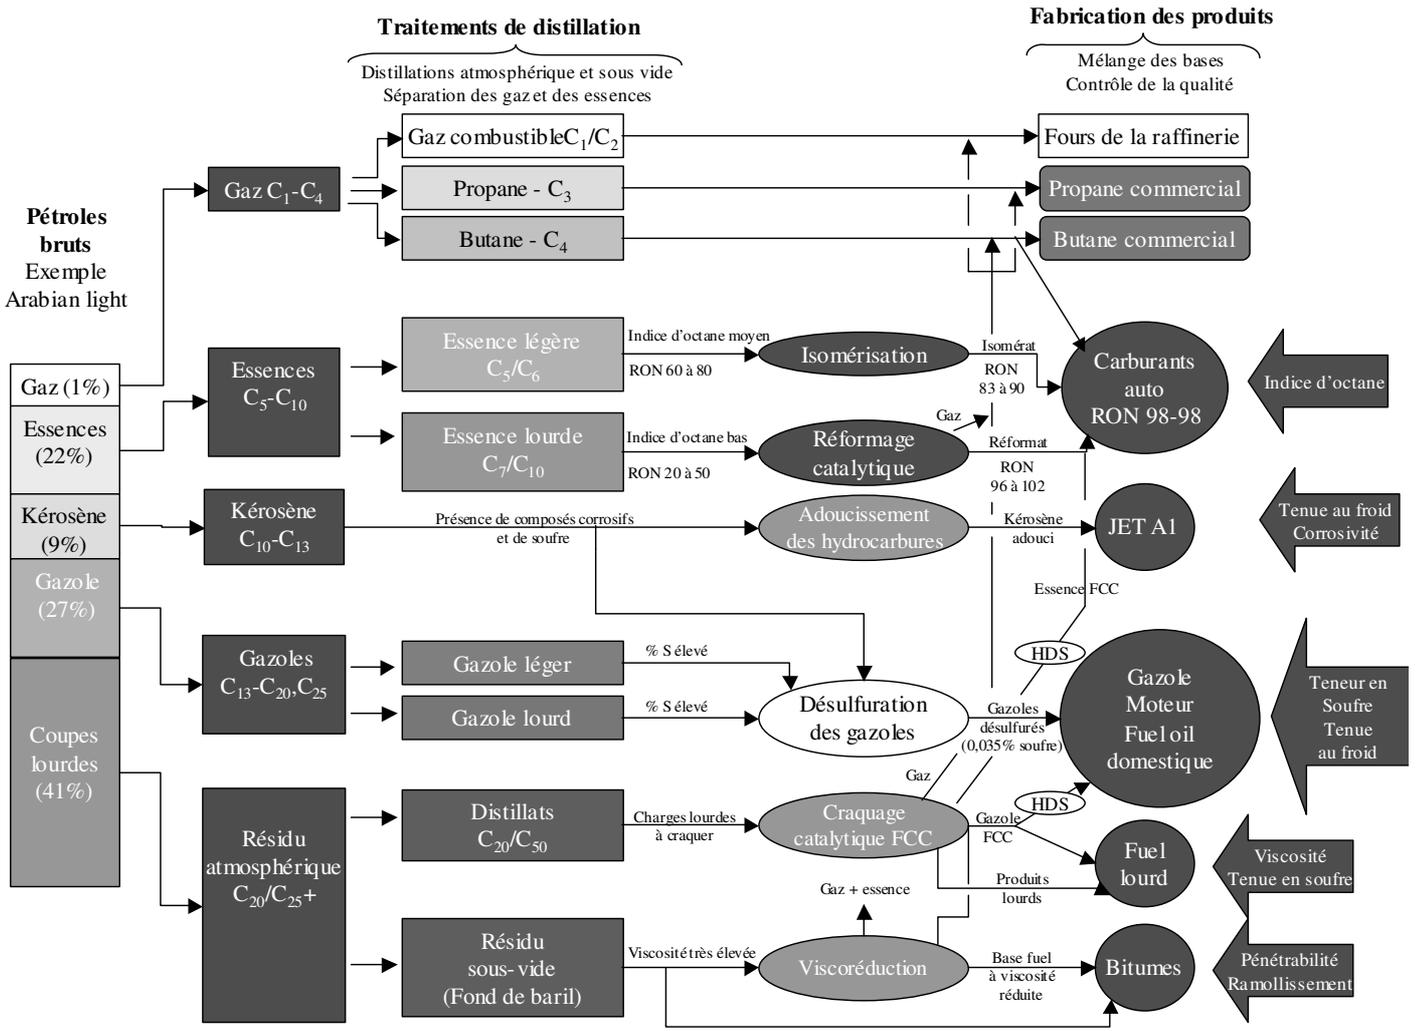 Traitements de distillation
Distillations atmosphérique et sous vide
Séparation des gaz et des essences
Fabrication des produits
Mélange des bases
Contrôle de la qualité
Pétroles
bruts
Exemple
Arabian light
Gaz (1%)
Essences
(22%)
Kérosène
(9%)
Gazole
(27%)
Coupes
lourdes
(41%)
Gaz C1-C4
Gaz combustibleC1/C2
Fours de la raffinerie
Propane - C3
Propane commercial
Butane - C4
Butane commercial
Essences
C5-C10
Essence légère
C5/C6
Indice d'octane moyen
RON 60 à 80
Isomérisation
Isomérat
RON
83 à 90
Carburants
auto
RON 98-98
Indice d'octane
Essence lourde
C7/C10
Indice d'octane bas
RON 20 à 50
Réformage
catalytique
Gaz
Réformat
RON
96 à 102
Kérosène
C10-C13
Présence de composés corrosifs
et de soufre
Adoucissement
des hydrocarbures
Kérosène
adouci
JET A1
Tenue au froid
Corrosivité
Essence FCC
HDS
Gazoles
C13-C20,C25
Gazole léger
% S élevé
Gazole lourd
% S élevé
Désulfuration
des gazoles
Gazoles
désulfurés
(0,035% soufre)
Gazole
Moteur
Fuel oil
domestique
Teneur en
Soufre
Tenue
au froid
Résidu
atmosphérique
C20/C25+
Distillats
C20/C50
Charges lourdes
à craquer
Craquage
catalytique FCC
Gaz
HDS
Gazole
FCC
Produits
lourds
Fuel
lourd
Viscosité
Tenue en soufre
Résidu
sous-vide
(Fond de baril)
Viscosité très élevée
Gaz + essence
Viscoréduction
Base fuel
à viscosité
réduite
Bitumes
Pénétrabilité
Ramollissement